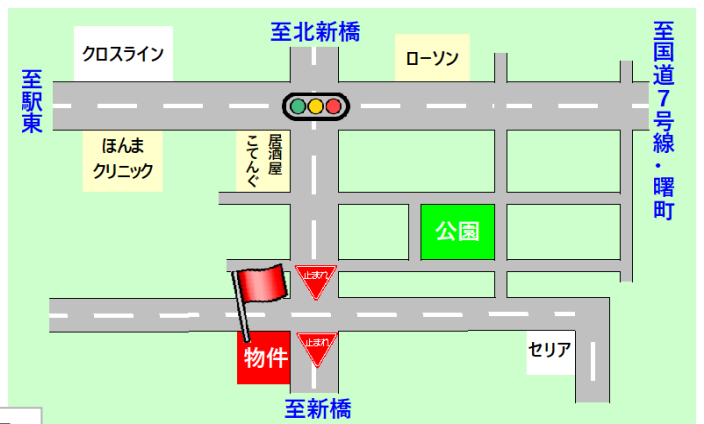 至北新橋
クロスライン
ローソン
至国道7号線・曙町
至駅東
ほんま
クリニック
居酒屋
こてんぐ
公園
止まれ
止まれ
物件
セリア
至新橋